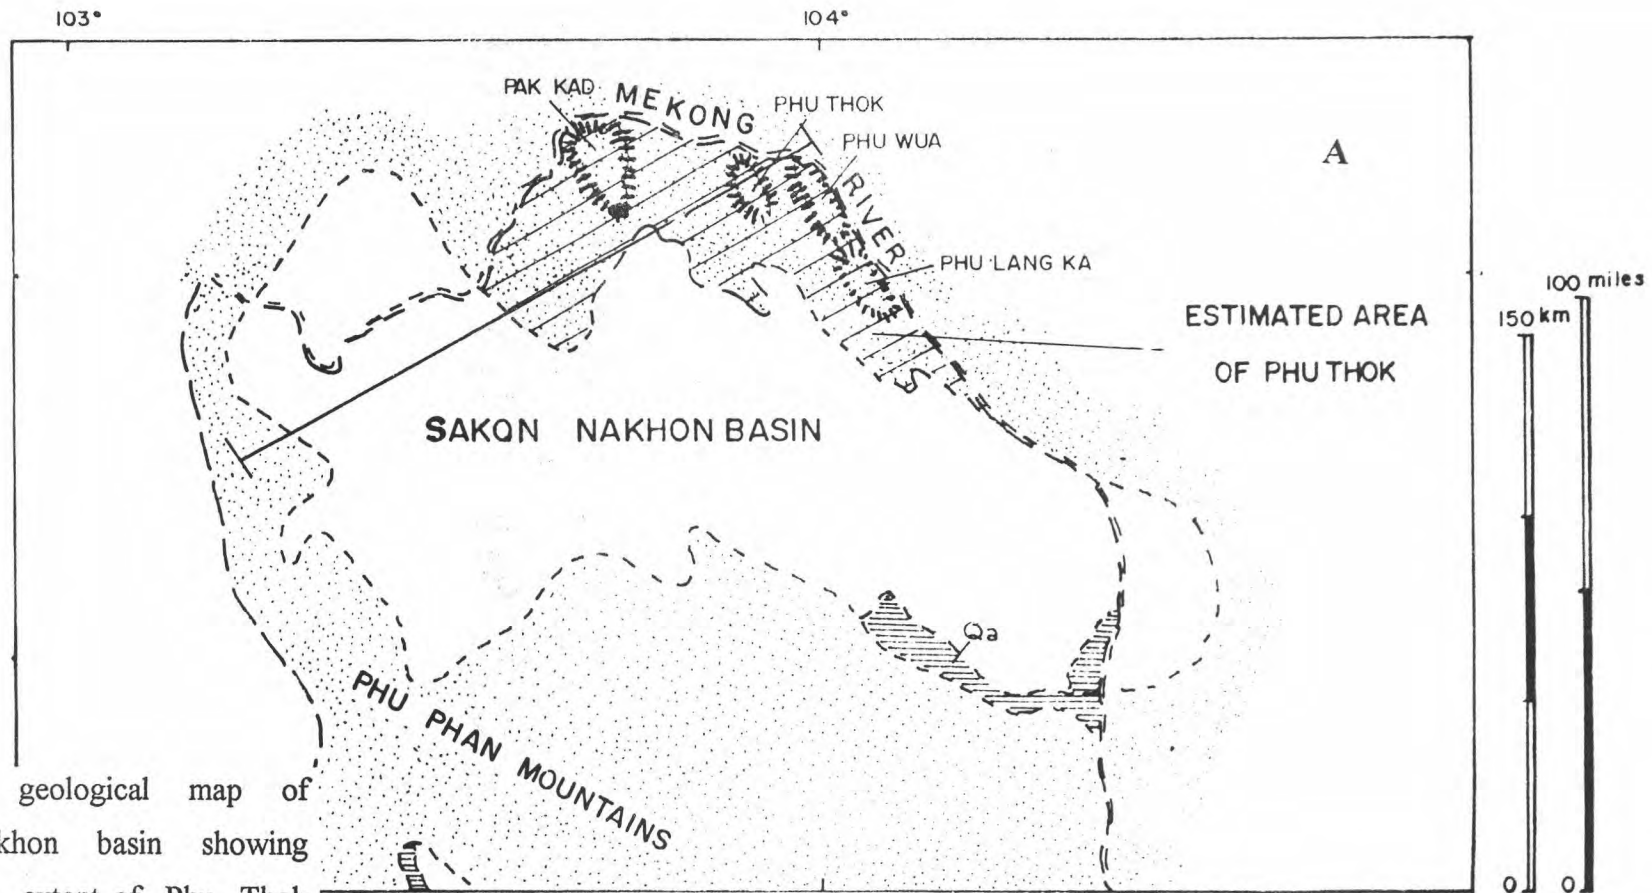 103°
104°
PAK KAD
MEKONG
RIVER
PHU THOK
PHU WUA
A
PHU LANG KA
ESTIMATED AREA
OF PHU THOK
100 miles
150 km
SAKON NAKHON BASIN
Qa
PHU PHAN MOUNTAINS
geological map of
khon basin showing
extent of Phu Thok
0
0